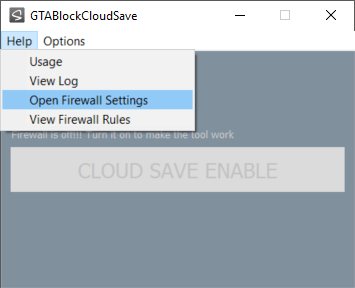 GTABlockCloudSave
Help Options
Usage
View Log
Open Firewall Settings
View Firewall Rules
Firewall is off!!! Turn it on to make the tool work
CLOUD SAVE ENABLE